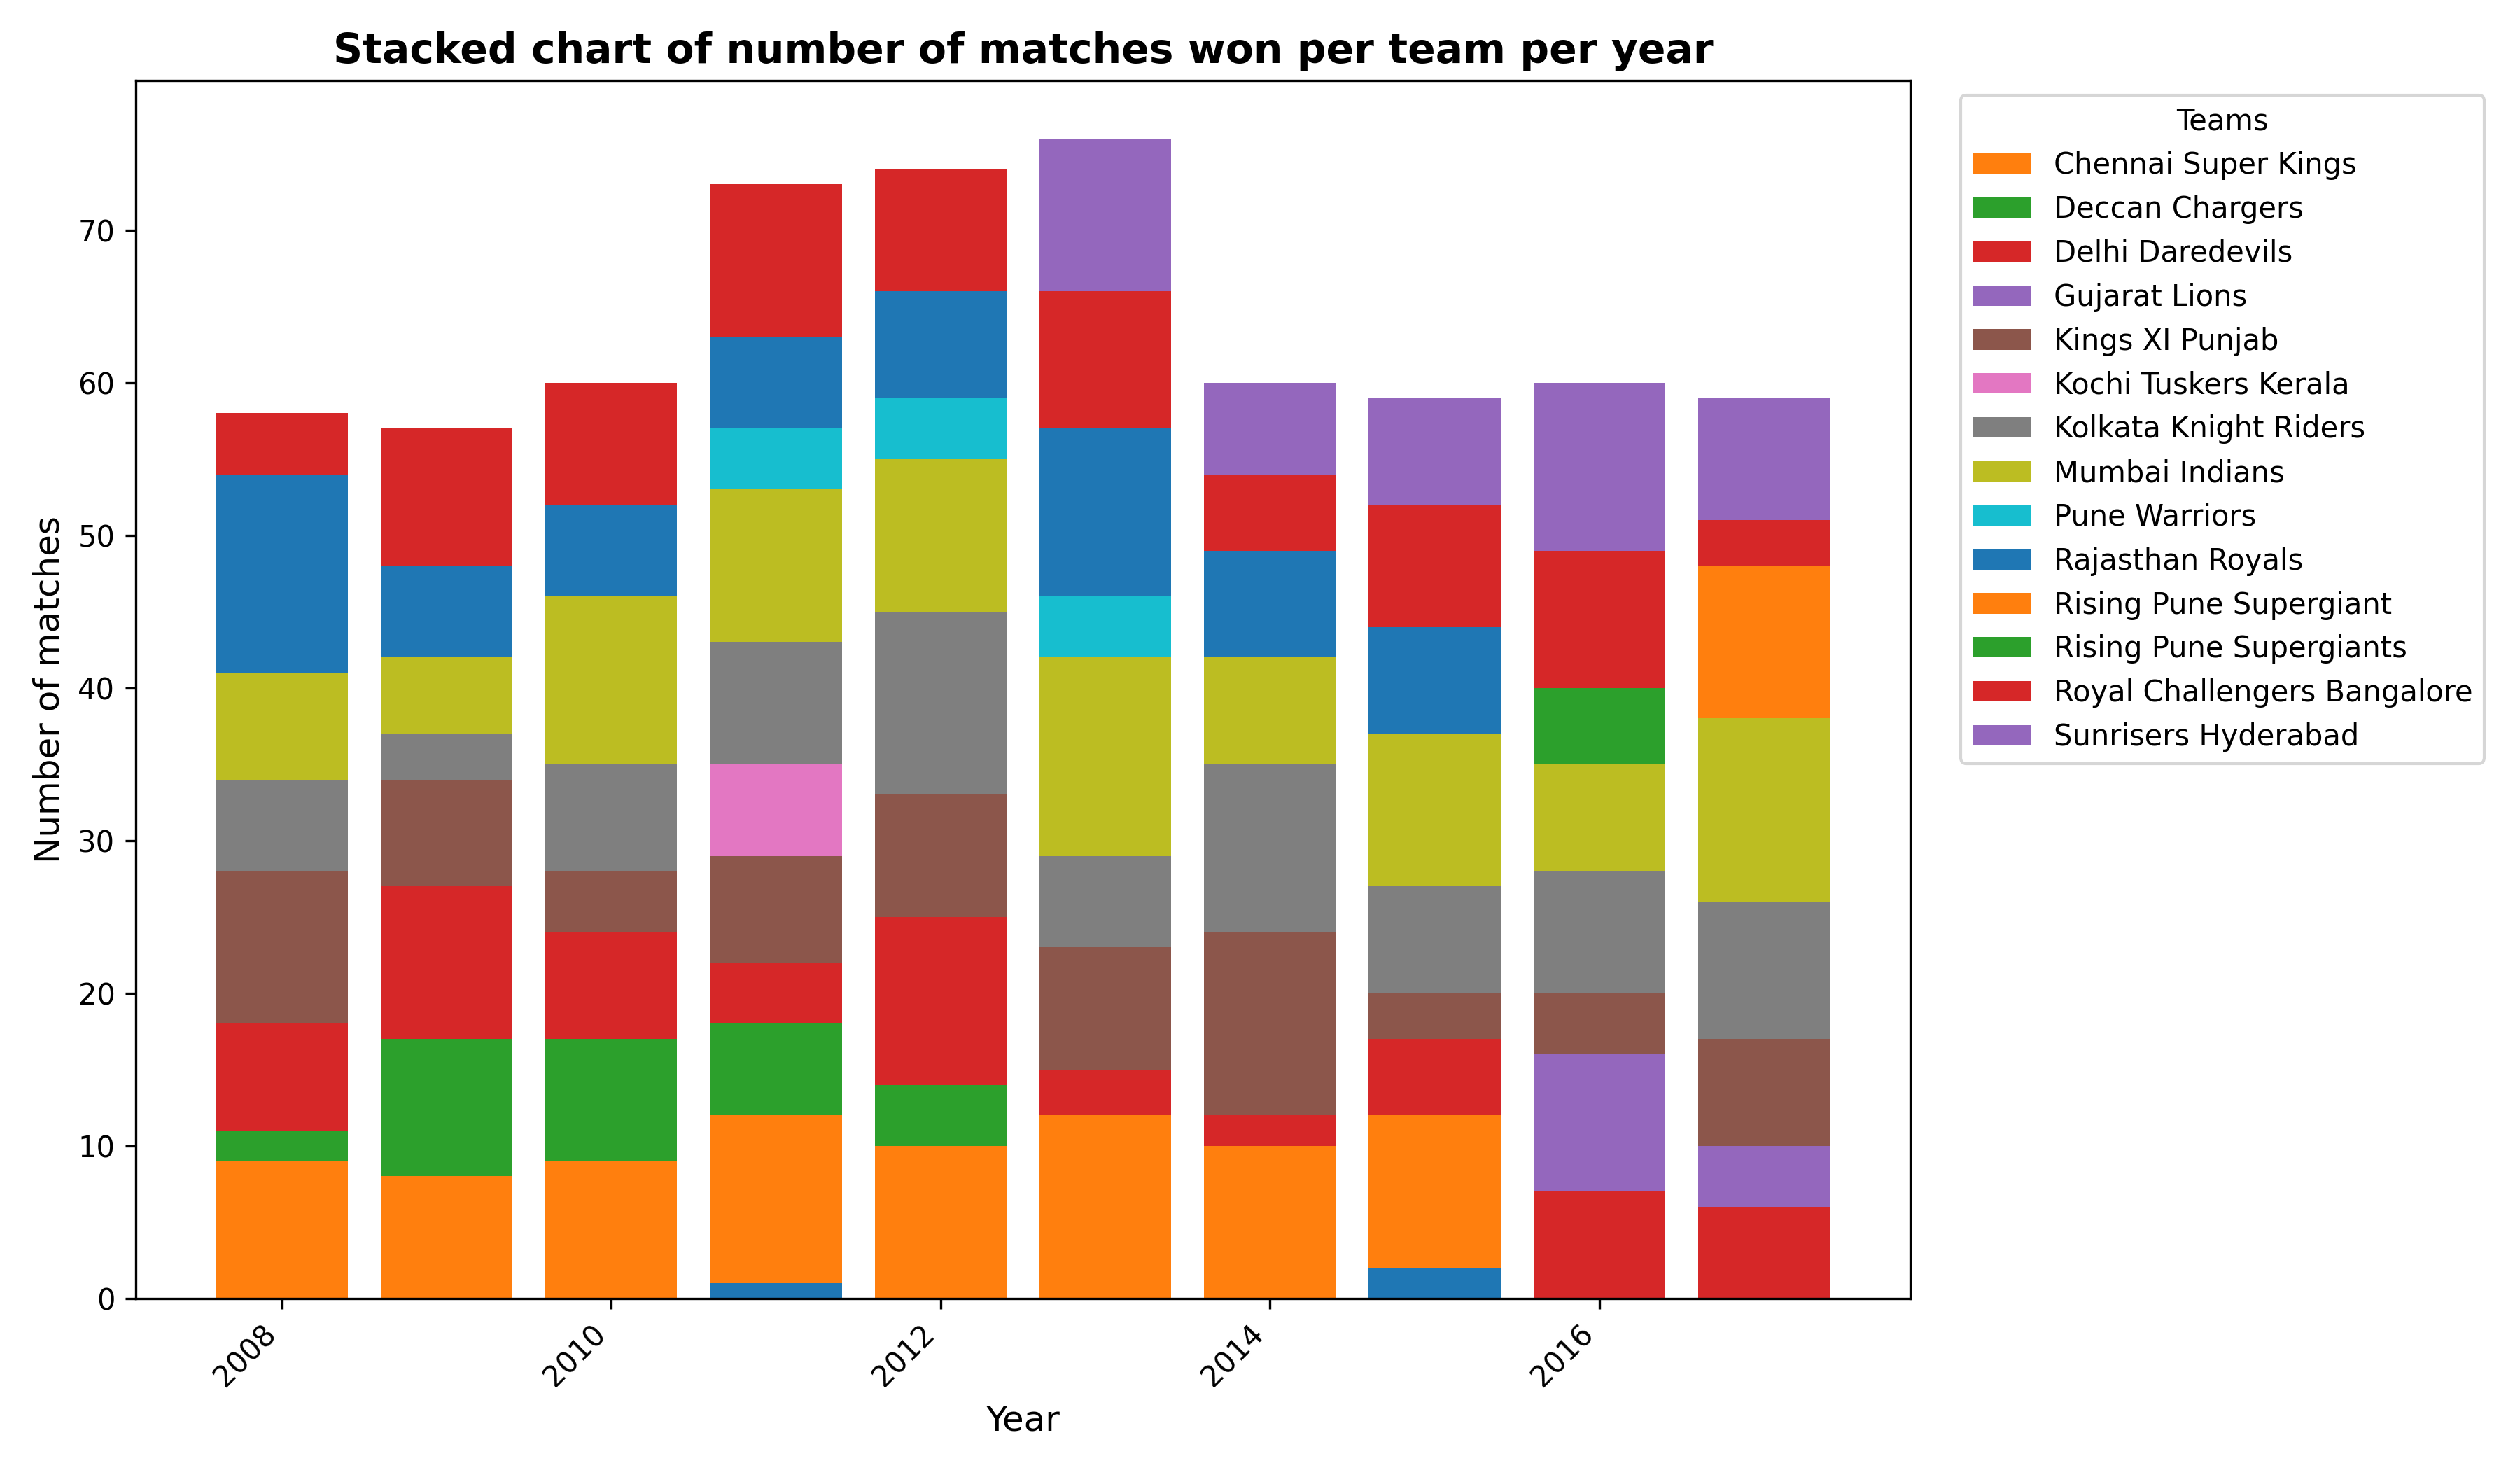 Stacked chart of number of matches won per team per year
Number of matches
70
60
50
40
30
20
10
0
2008
2010
2012
2014
2016
Year
Teams
Chennai Super Kings
Deccan Chargers
Delhi Daredevils
Gujarat Lions
Kings XI Punjab
Kochi Tuskers Kerala
Kolkata Knight Riders
Mumbai Indians
Pune Warriors
Rajasthan Royals
Rising Pune Supergiant
Rising Pune Supergiants
Royal Challengers Bangalore
Sunrisers Hyderabad